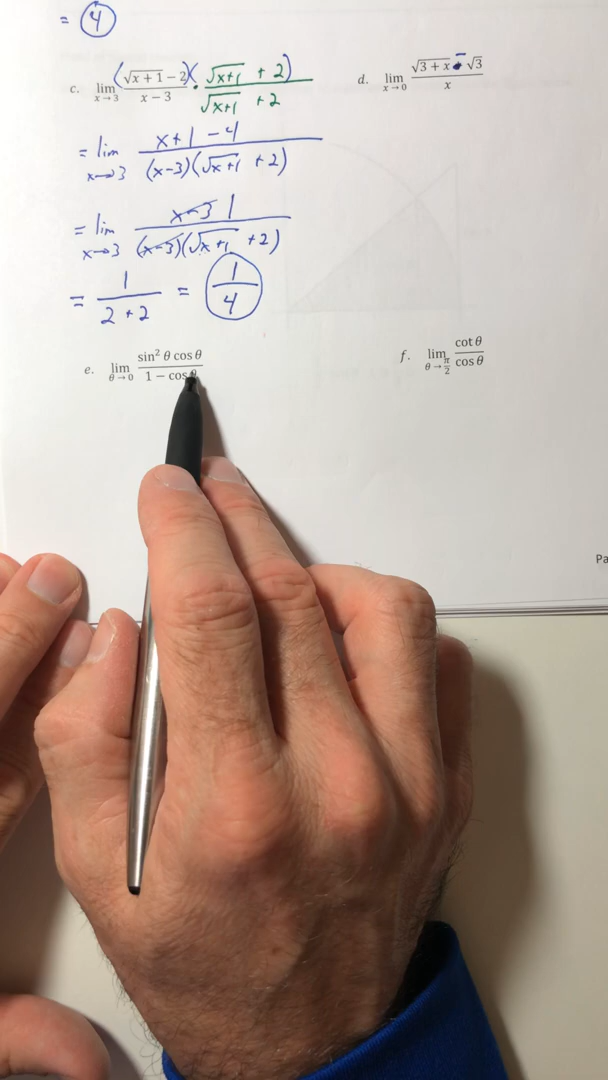 = 4
c. lim x→3 (√x+1 − 2)/(x − 3) · (√x+1 + 2)/(√x+1 + 2)
d. lim x→0 (√3 + x - √3)/x
= lim x→3 (x+1 - 4)/((x-3)(√x+1 + 2))
= lim x→3 (x-3 1)/((x-3)(√x+1 + 2))
= 1/(2+2) = 1/4
e. lim θ→0 (sin² θ cos θ)/(1 − cos θ)
f. lim θ→π/2 (cot θ)/(cos θ)
Pa